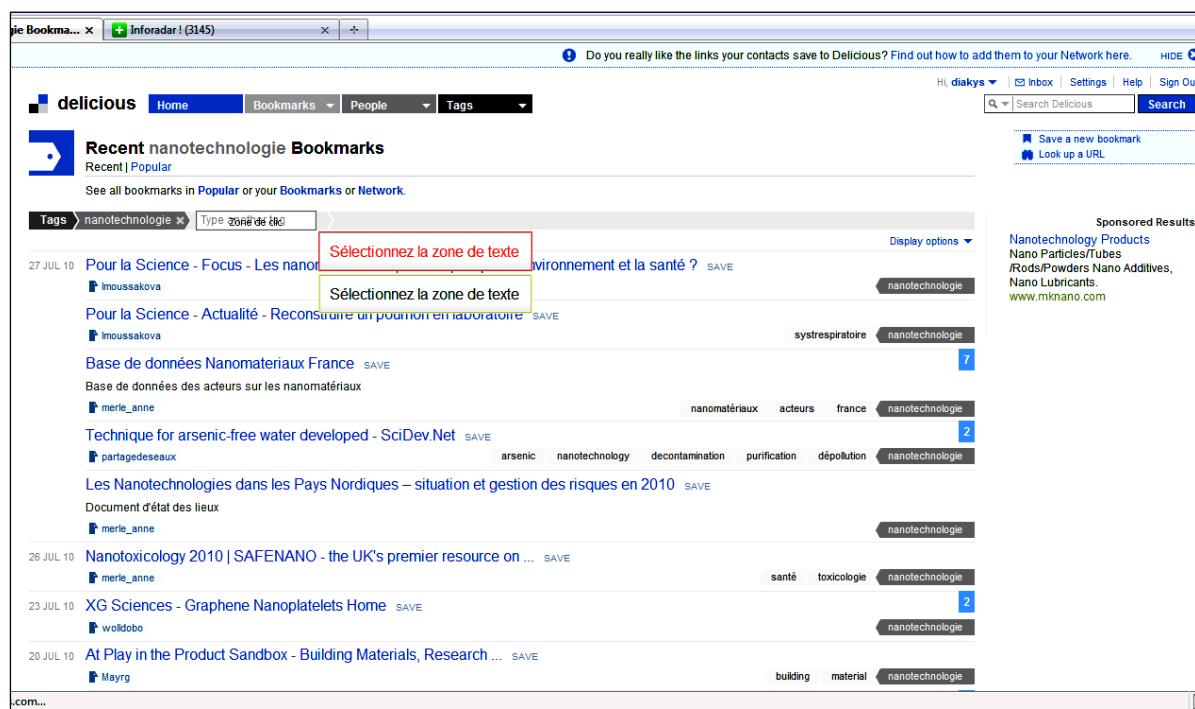 gie Bookma... × Inforadar ! (3145) ×
Do you really like the links your contacts save to Delicious? Find out how to add them to your Network here. HIDE
Hi, diakys Inbox Settings Help Sign Ou
delicious Home Bookmarks People Tags Search Delicious Search
Recent nanotechnologie Bookmarks
Recent | Popular
See all bookmarks in Popular or your Bookmarks or Network.
Save a new bookmark
Look up a URL
Tags nanotechnologie × Type another tag
Zone de clic
Sélectionnez la zone de texte
Sélectionnez la zone de texte
Display options
Sponsored Results
Nanotechnology Products
Nano Particles/Tubes
/Rods/Powders Nano Additives,
Nano Lubricants.
www.mknano.com
27 JUL 10 Pour la Science - Focus - Les nanor vironnement et la santé ? SAVE
lmoussakova nanotechnologie
Pour la Science - Actualité - Reconstruire un poumon en laboratoire SAVE
lmoussakova systrespiratoire nanotechnologie
Base de données Nanomateriaux France SAVE 7
Base de données des acteurs sur les nanomatériaux
merle_anne nanomatériaux acteurs france nanotechnologie
Technique for arsenic-free water developed - SciDev.Net SAVE 2
partagedeseaux arsenic nanotechnology decontamination purification dépollution nanotechnologie
Les Nanotechnologies dans les Pays Nordiques – situation et gestion des risques en 2010 SAVE
Document d'état des lieux
merle_anne nanotechnologie
26 JUL 10 Nanotoxicology 2010 | SAFENANO - the UK's premier resource on ... SAVE
merle_anne santé toxicologie nanotechnologie
23 JUL 10 XG Sciences - Graphene Nanoplatelets Home SAVE 2
wolldobo nanotechnologie
20 JUL 10 At Play in the Product Sandbox - Building Materials, Research ... SAVE
Mayrg building material nanotechnologie
.com...